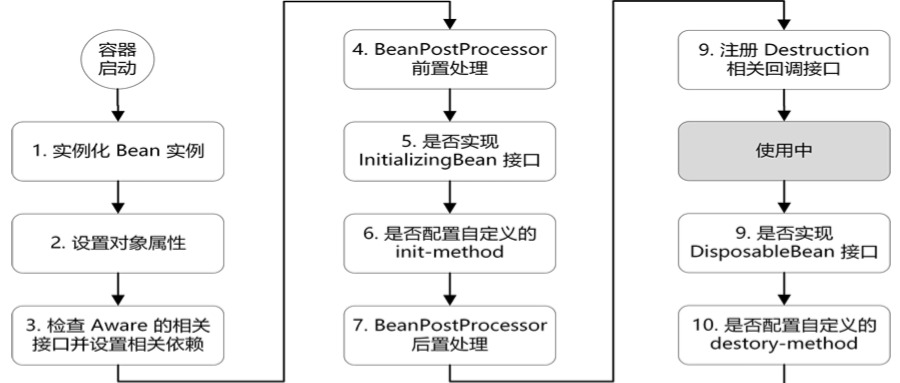 容器
启动
1. 实例化 Bean 实例
2. 设置对象属性
3. 检查 Aware 的相关
接口并设置相关依赖
4. BeanPostProcessor
前置处理
5. 是否实现
InitializingBean 接口
6. 是否配置自定义的
init-method
7. BeanPostProcessor
后置处理
9. 注册 Destruction
相关回调接口
使用中
9. 是否实现
DisposableBean 接口
10. 是否配置自定义的
destory-method